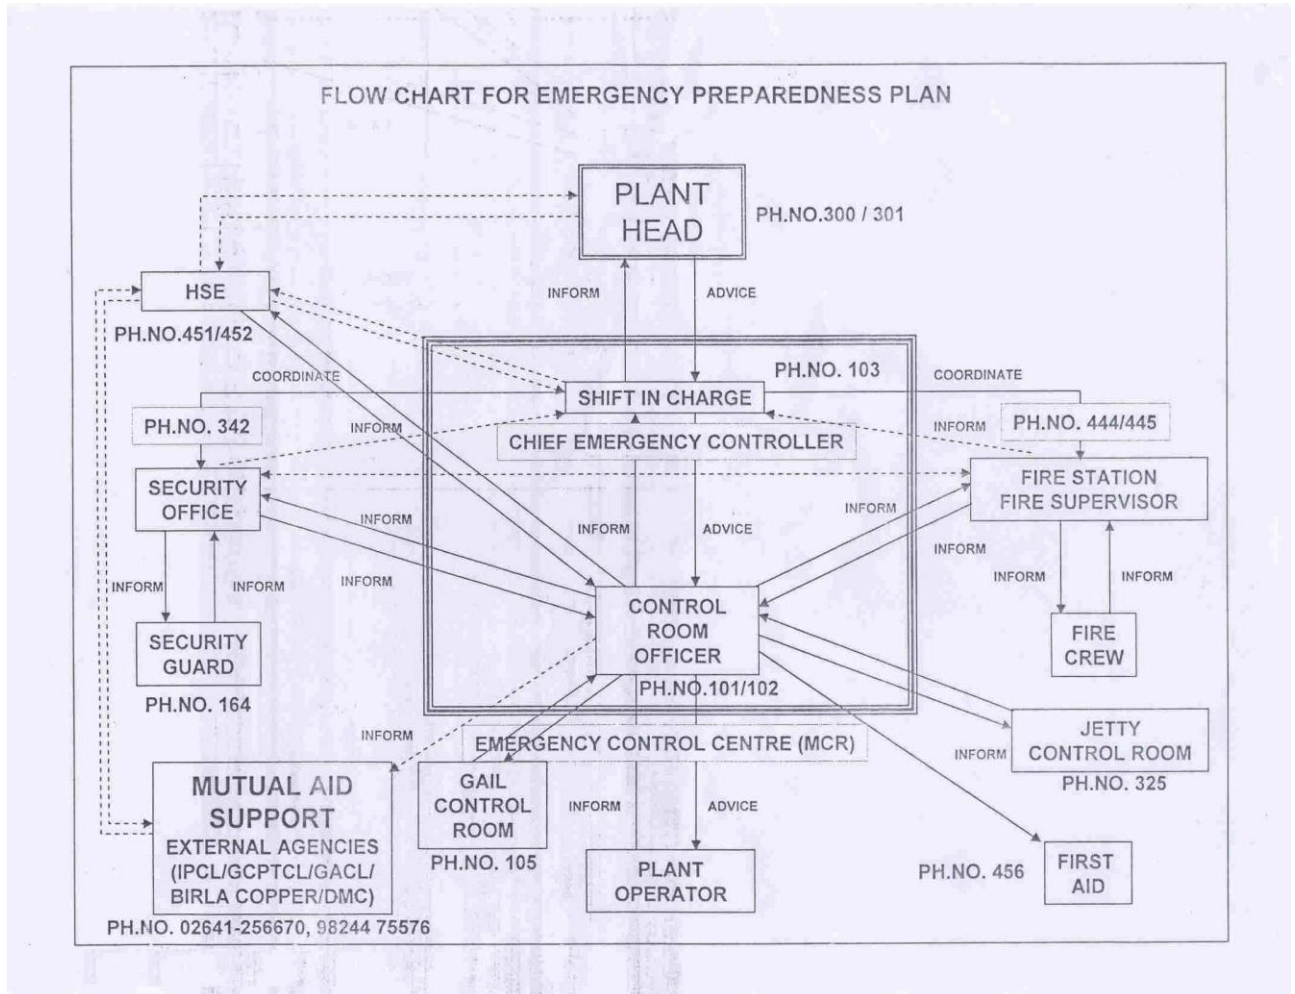 FLOW CHART FOR EMERGENCY PREPAREDNESS PLAN
PLANT
HEAD
PH.NO.300 / 301
HSE
PH.NO.451/452
INFORM
ADVICE
PH.NO. 103
COORDINATE
COORDINATE
SHIFT IN CHARGE
PH.NO. 342
INFORM
CHIEF EMERGENCY CONTROLLER
INFORM
PH.NO. 444/445
SECURITY
OFFICE
FIRE STATION
FIRE SUPERVISOR
INFORM
INFORM
ADVICE
INFORM
INFORM
INFORM
INFORM
INFORM
INFORM
INFORM
CONTROL
ROOM
OFFICER
PH.NO.101/102
SECURITY
GUARD
PH.NO. 164
FIRE
CREW
INFORM
EMERGENCY CONTROL CENTRE (MCR)
INFORM
JETTY
CONTROL ROOM
PH.NO. 325
MUTUAL AID
SUPPORT
EXTERNAL AGENCIES
(IPCL/GCPTCL/GACL/
BIRLA COPPER/DMC)
PH.NO. 02641-256670, 98244 75576
GAIL
CONTROL
ROOM
PH.NO. 105
INFORM
ADVICE
PLANT
OPERATOR
PH.NO. 456
FIRST
AID